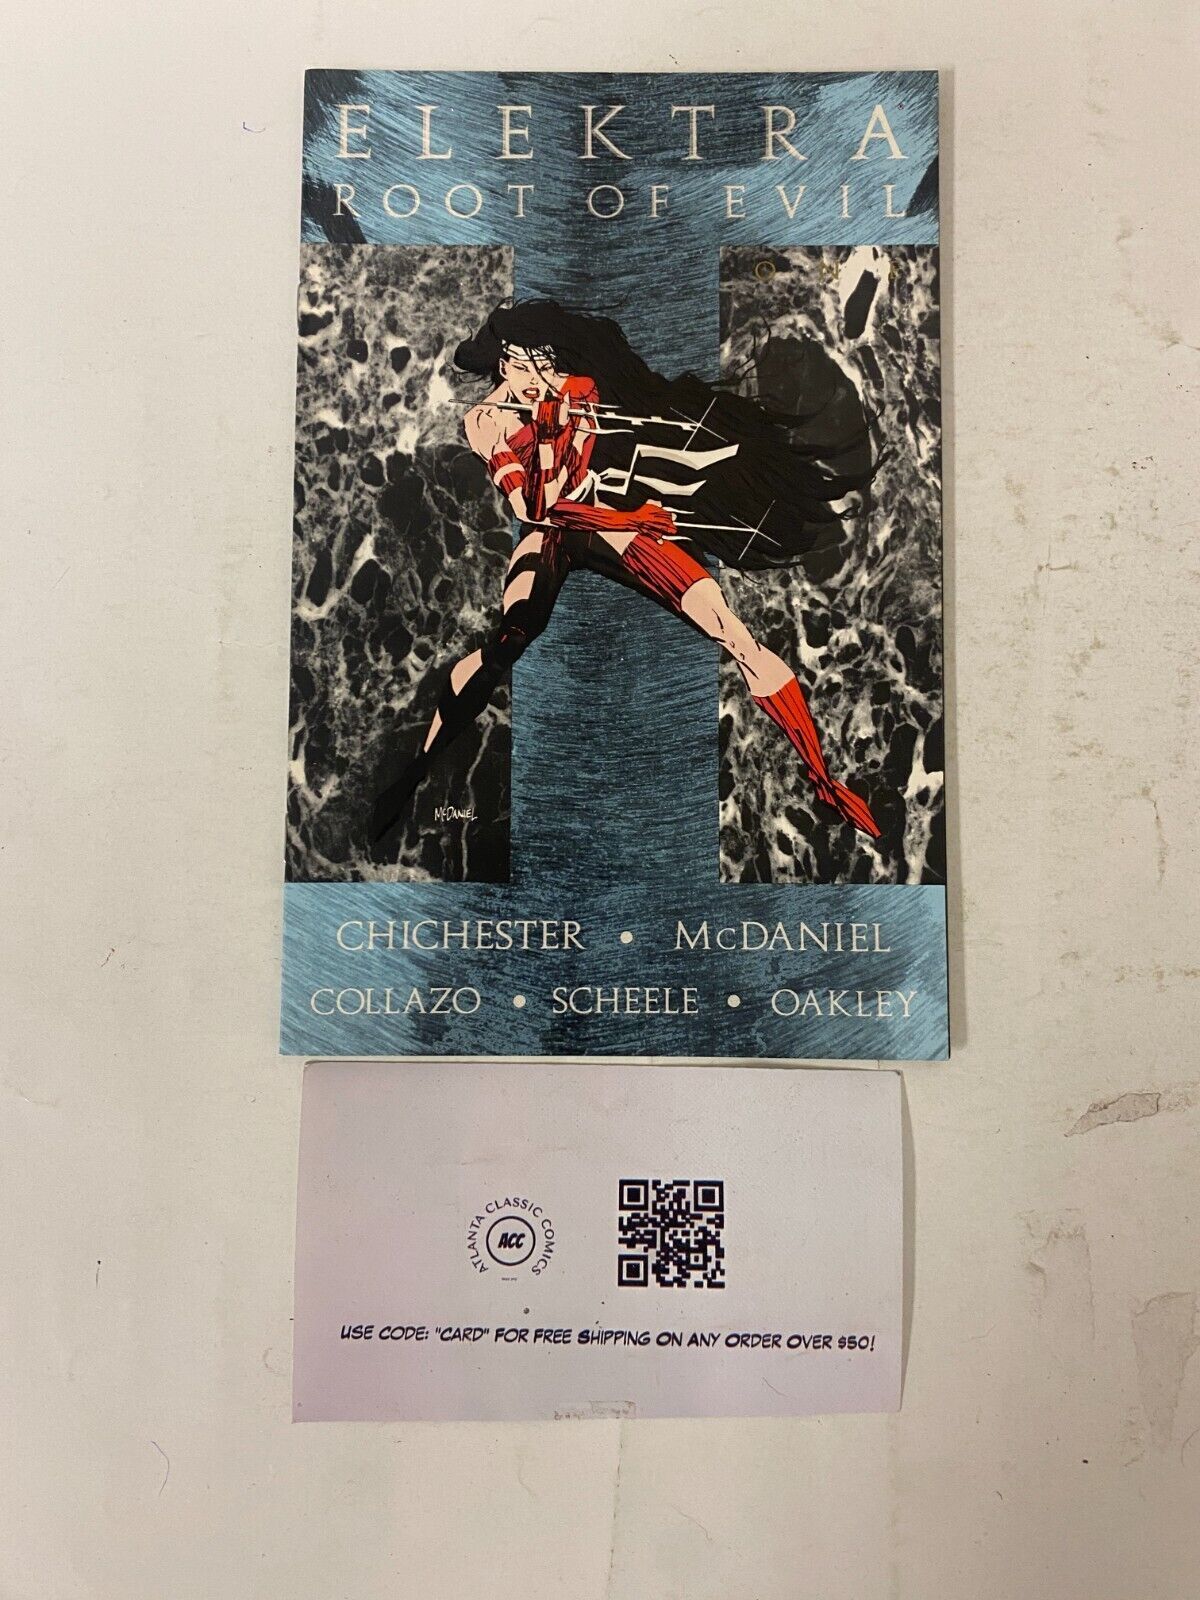 ELEKTRA
ROOT OF EVIL
ONE
McDANIEL
CHICHESTER • McDANIEL
COLLAZO • SCHEELE • OAKLEY
ATLANTA CLASSIC COMICS
ACC
USE CODE: "CARD" FOR FREE SHIPPING ON ANY ORDER OVER $50!